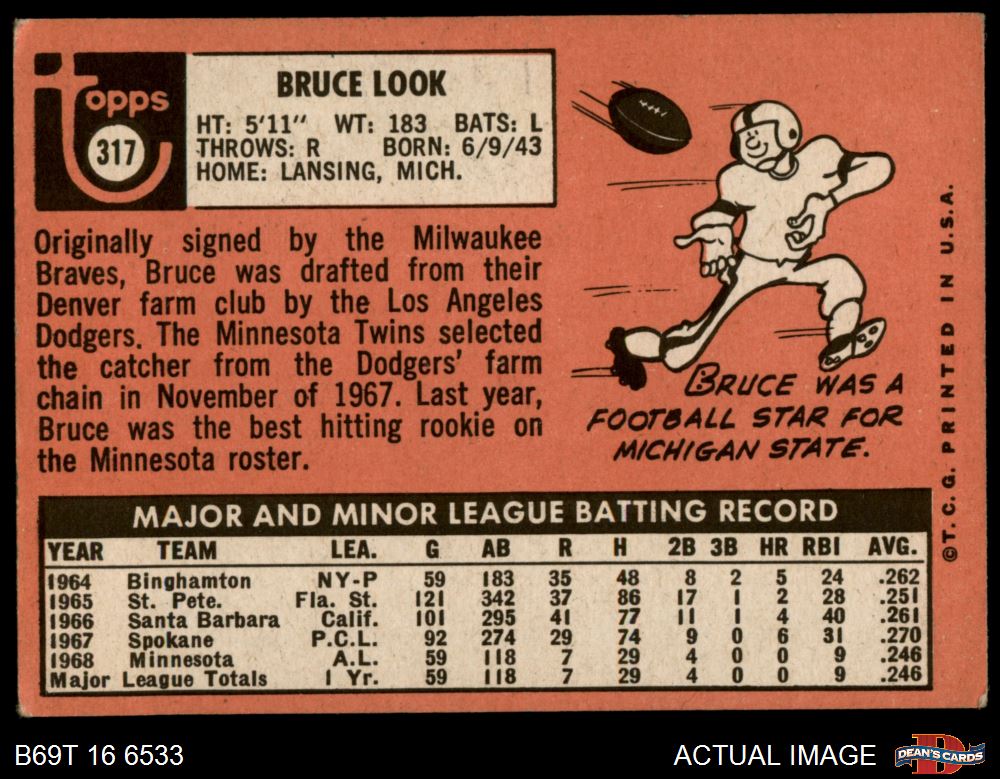 topps
317
BRUCE LOOK
HT: 5'11" WT: 183 BATS: L
THROWS: R BORN: 6/9/43
HOME: LANSING, MICH.
Originally signed by the Milwaukee
Braves, Bruce was drafted from their
Denver farm club by the Los Angeles
Dodgers. The Minnesota Twins selected
the catcher from the Dodgers' farm
chain in November of 1967. Last year,
Bruce was the best hitting rookie on
the Minnesota roster.
BRUCE WAS A
FOOTBALL STAR FOR
MICHIGAN STATE.
©T. C. G. PRINTED IN U.S.A.
MAJOR AND MINOR LEAGUE BATTING RECORD
YEAR TEAM LEA. G AB R H 2B 3B HR RBI AVG.
1964 Binghamton NY-P 59 183 35 48 8 2 5 24 .262
1965 St. Pete. Fla. St. 121 342 37 86 17 1 2 28 .251
1966 Santa Barbara Calif. 101 295 41 77 11 1 4 40 .261
1967 Spokane P.C.L. 92 274 29 74 9 0 6 31 .270
1968 Minnesota A.L. 59 118 7 29 4 0 0 9 .246
Major League Totals 1 Yr. 59 118 7 29 4 0 0 9 .246
B69T 16 6533
ACTUAL IMAGE
DEAN'S CARDS